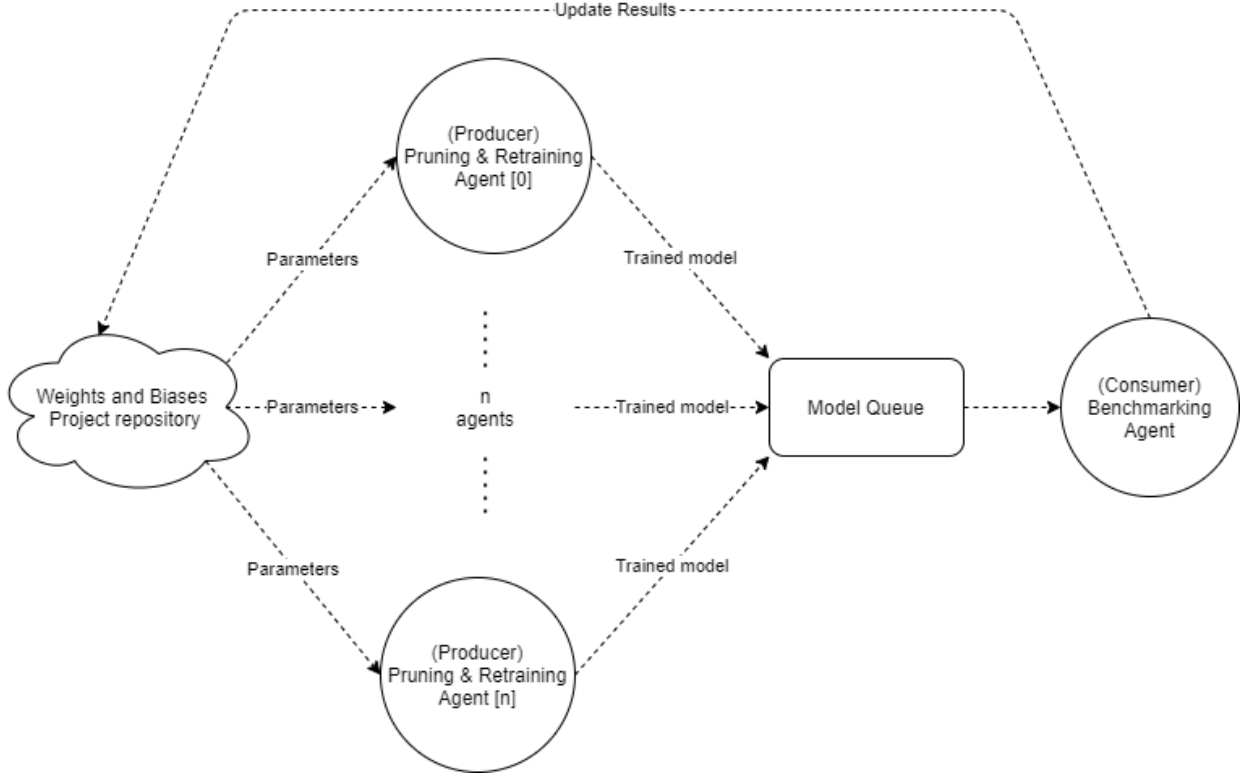 Update Results
(Producer)
Pruning & Retraining
Agent [0]
Parameters
Trained model
Weights and Biases
Project repository
Parameters
n
agents
Trained model
Model Queue
(Consumer)
Benchmarking
Agent
Parameters
Trained model
(Producer)
Pruning & Retraining
Agent [n]